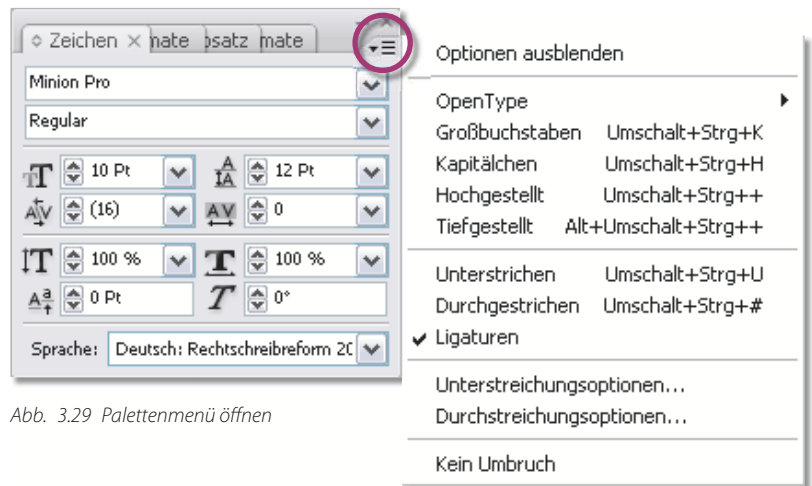 Zeichen × mate osatz mate
Minion Pro
Regular
10 Pt 12 Pt
(16) 0
100 % 100 %
0 Pt 0°
Sprache: Deutsch: Rechtschreibreform 20
Abb. 3.29 Palettenmenü öffnen
Optionen ausblenden
OpenType
Großbuchstaben Umschalt+Strg+K
Kapitälchen Umschalt+Strg+H
Hochgestellt Umschalt+Strg++
Tiefgestellt Alt+Umschalt+Strg++
Unterstrichen Umschalt+Strg+U
Durchgestrichen Umschalt+Strg+#
Ligaturen
Unterstreichungsoptionen...
Durchstreichungsoptionen...
Kein Umbruch